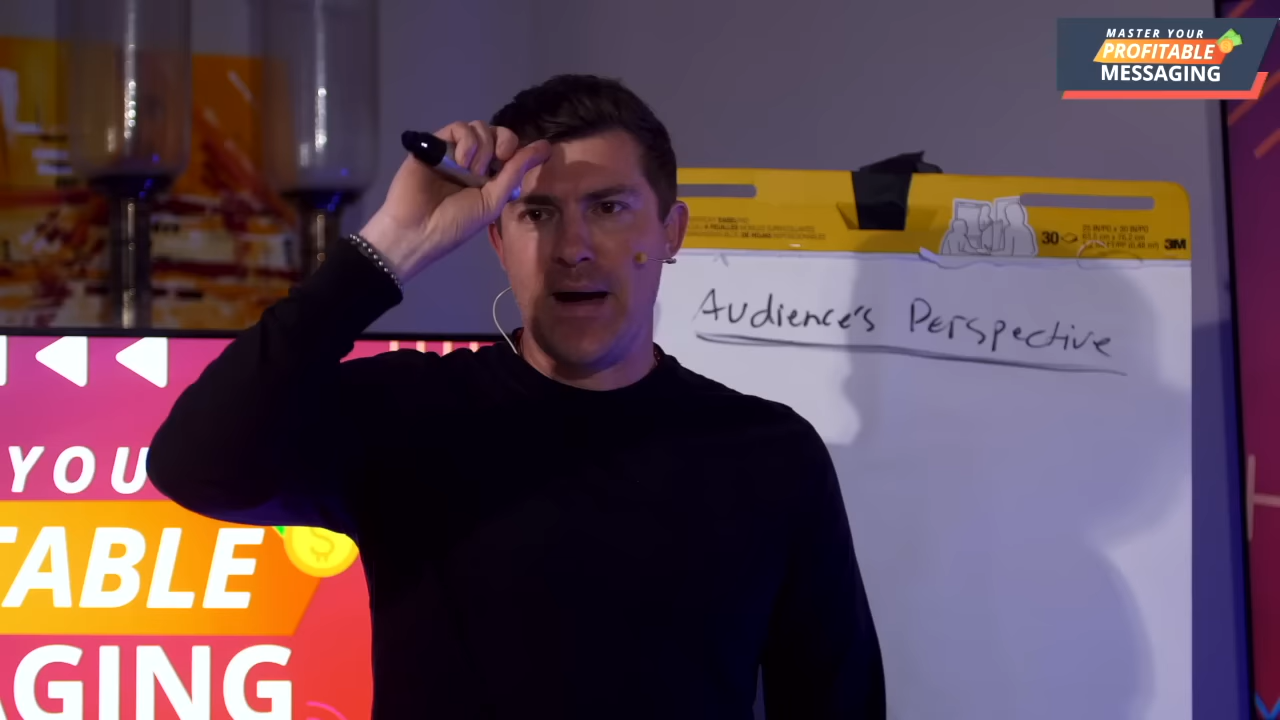 MASTER YOUR
PROFITABLE
MESSAGING
30
3M
Audience's Perspective
YOU
TABLE
$
AGING